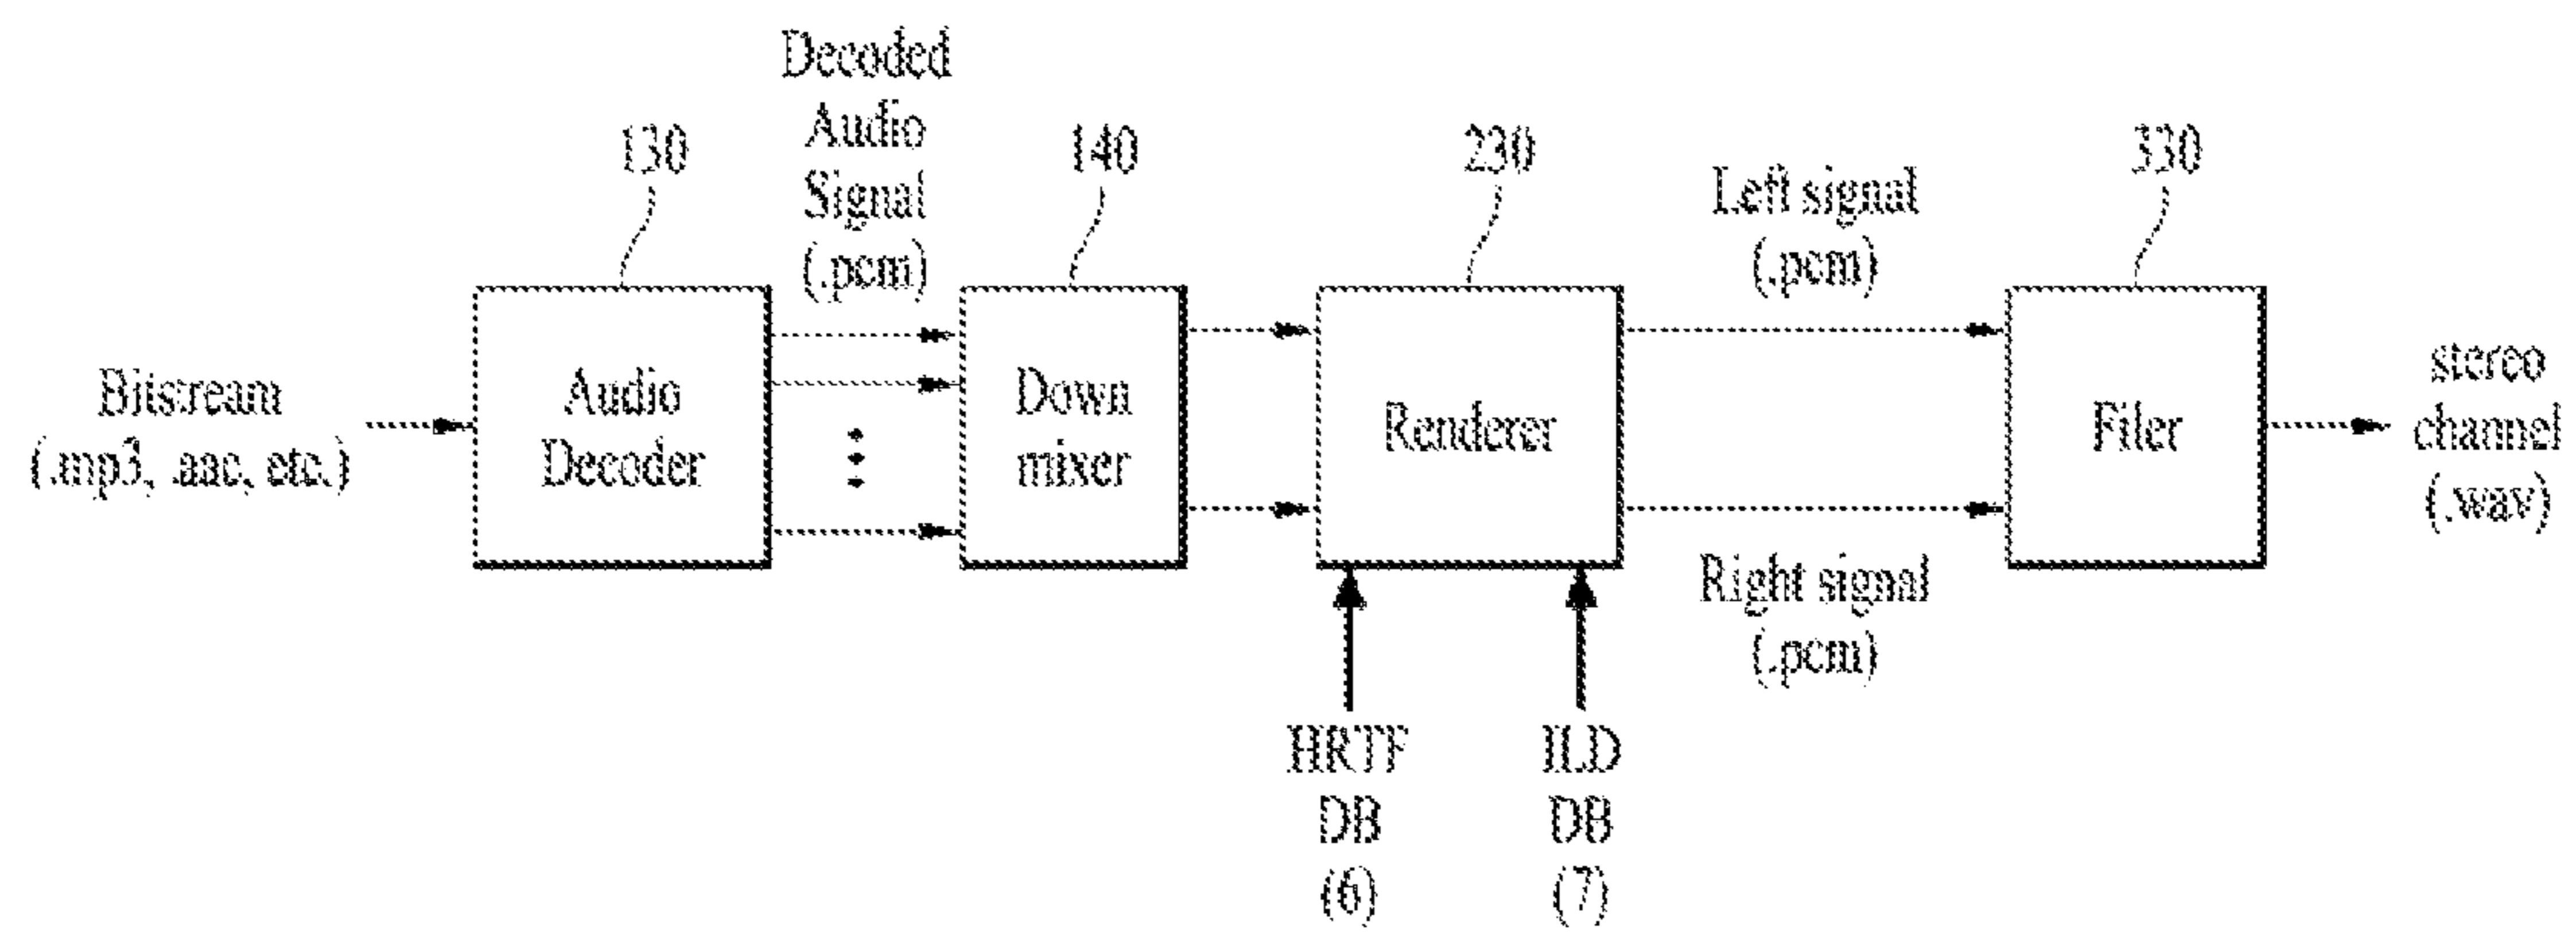 Decoded
Audio
Signal
(.pcm)
130
140
230
330
Left signal
(.pcm)
Bitstream
(.mp3, .aac, etc.)
Audio
Decoder
Down
mixer
Renderer
Filer
stereo
channel
(.wav)
Right signal
(.pcm)
HRTF
DB
(6)
ILD
DB
(7)